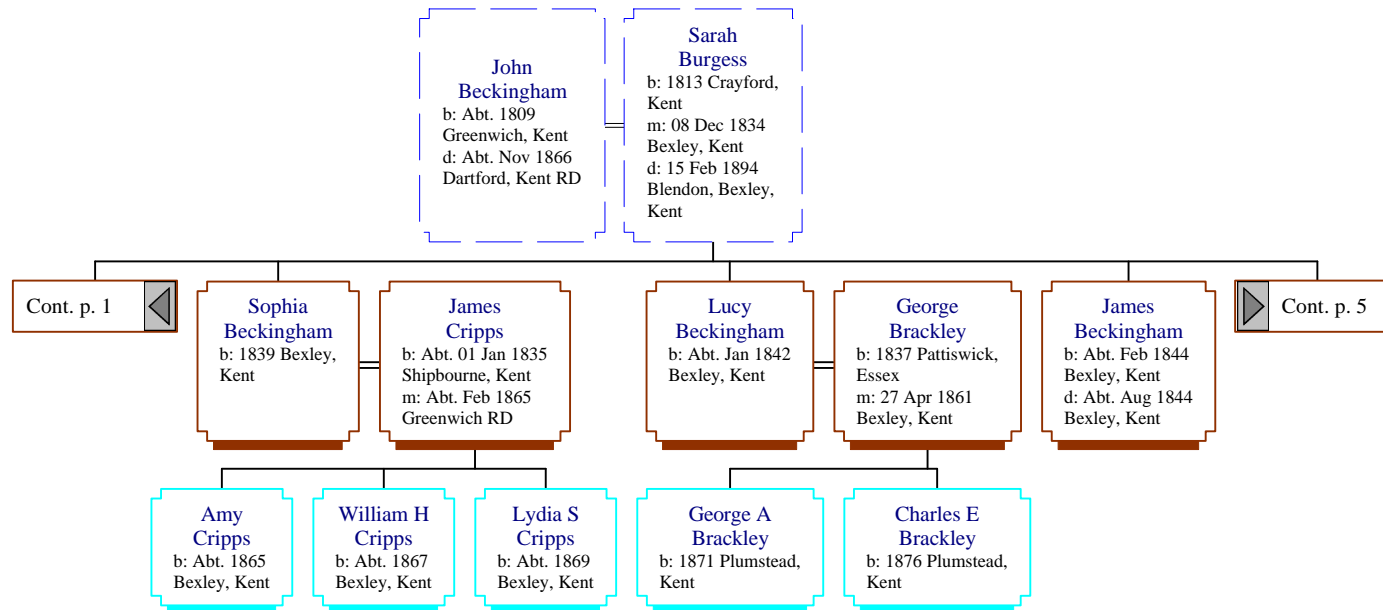 John
Beckingham
b: Abt. 1809
Greenwich, Kent
d: Abt. Nov 1866
Dartford, Kent RD
Sarah
Burgess
b: 1813 Crayford,
Kent
m: 08 Dec 1834
Bexley, Kent
d: 15 Feb 1894
Blendon, Bexley,
Kent
Cont. p. 1
Sophia
Beckingham
b: 1839 Bexley,
Kent
James
Cripps
b: Abt. 01 Jan 1835
Shipbourne, Kent
m: Abt. Feb 1865
Greenwich RD
Lucy
Beckingham
b: Abt. Jan 1842
Bexley, Kent
George
Brackley
b: 1837 Pattiswick,
Essex
m: 27 Apr 1861
Bexley, Kent
James
Beckingham
b: Abt. Feb 1844
Bexley, Kent
d: Abt. Aug 1844
Bexley, Kent
Cont. p. 5
Amy
Cripps
b: Abt. 1865
Bexley, Kent
William H
Cripps
b: Abt. 1867
Bexley, Kent
Lydia S
Cripps
b: Abt. 1869
Bexley, Kent
George A
Brackley
b: 1871 Plumstead,
Kent
Charles E
Brackley
b: 1876 Plumstead,
Kent